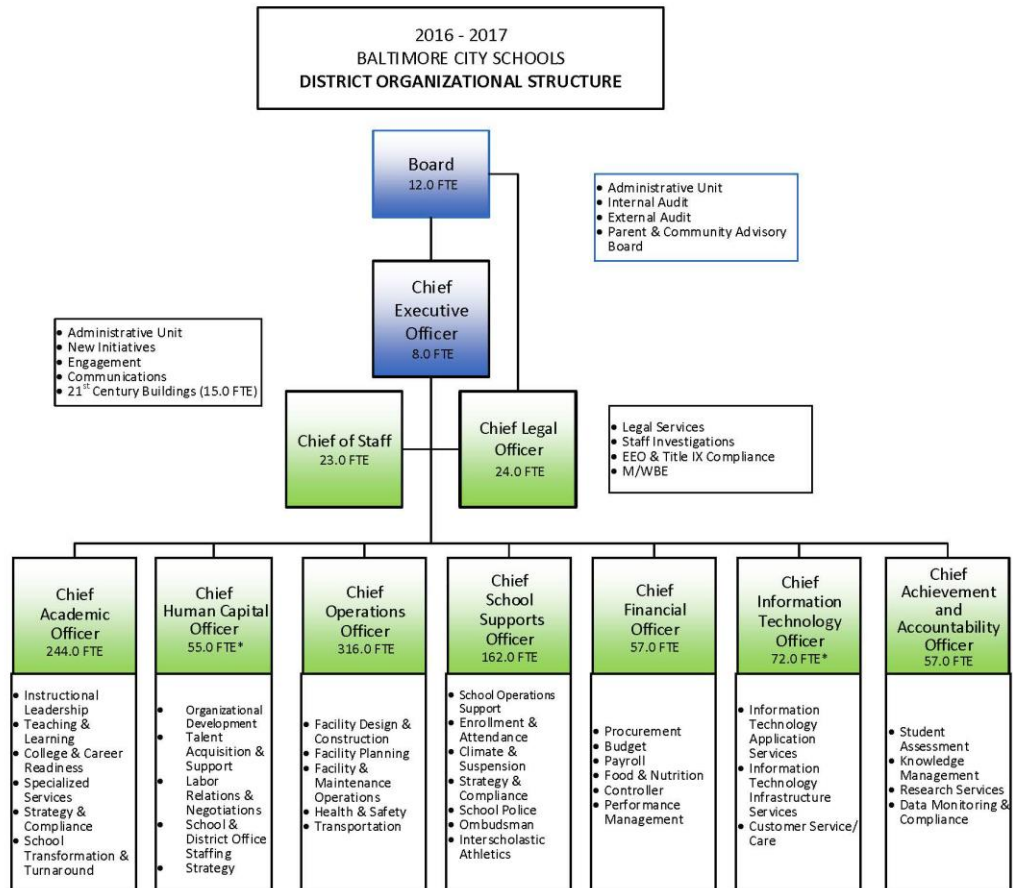 2016 - 2017
BALTIMORE CITY SCHOOLS
DISTRICT ORGANIZATIONAL STRUCTURE
Board
12.0 FTE
• Administrative Unit
• Internal Audit
• External Audit
• Parent & Community Advisory
Board
Chief
Executive
Officer
8.0 FTE
• Administrative Unit
• New Initiatives
• Engagement
• Communications
• 21st Century Buildings (15.0 FTE)
Chief of Staff
23.0 FTE
Chief Legal
Officer
24.0 FTE
• Legal Services
• Staff Investigations
• EEO & Title IX Compliance
• M/WBE
Chief
Academic
Officer
244.0 FTE
• Instructional
Leadership
• Teaching &
Learning
• College & Career
Readiness
• Specialized
Services
• Strategy &
Compliance
• School
Transformation &
Turnaround
Chief
Human Capital
Officer
55.0 FTE*
• Organizational
Development
• Talent
Acquisition &
Support
• Labor
Relations &
Negotiations
• School &
District Office
Staffing
• Strategy
Chief
Operations
Officer
316.0 FTE
• Facility Design &
Construction
• Facility Planning
• Facility &
Maintenance
Operations
• Health & Safety
• Transportation
Chief
School
Supports
Officer
162.0 FTE
• School Operations
Support
• Enrollment &
Attendance
• Climate &
Suspension
• Strategy &
Compliance
• School Police
• Ombudsman
• Interscholastic
Athletics
Chief
Financial
Officer
57.0 FTE
• Procurement
• Budget
• Payroll
• Food & Nutrition
• Controller
• Performance
Management
Chief
Information
Technology
Officer
72.0 FTE*
• Information
Technology
Application
Services
• Information
Technology
Infrastructure
Services
• Customer Service/
Care
Chief
Achievement
and
Accountability
Officer
57.0 FTE
• Student
Assessment
• Knowledge
Management
• Research Services
• Data Monitoring &
Compliance